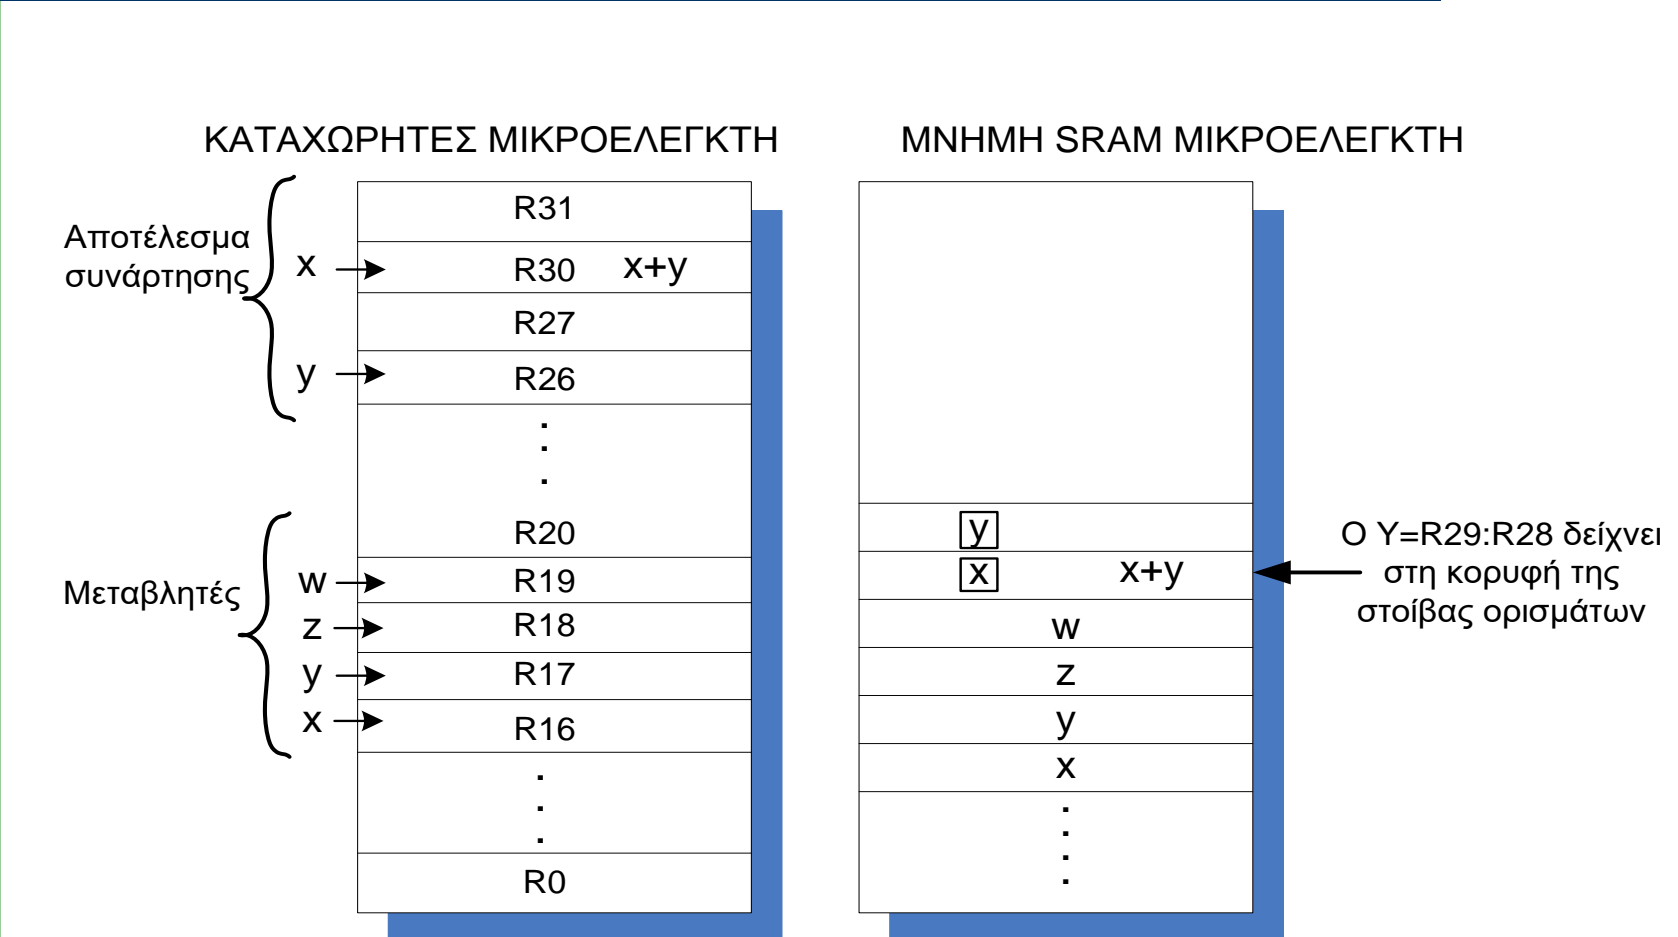 ΚΑΤΑΧΩΡΗΤΕΣ ΜΙΚΡΟΕΛΕΓΚΤΗ
Αποτέλεσμα
συνάρτησης
x
y
Μεταβλητές
w
z
y
x
R31
R30 x+y
R27
R26
.
.
.
R20
R19
R18
R17
R16
.
.
.
R0
ΜΝΗΜΗ SRAM ΜΙΚΡΟΕΛΕΓΚΤΗ
y
x x+y
w
z
y
x
.
.
.
.
Ο Y=R29:R28 δείχνει
στη κορυφή της
στοίβας ορισμάτων